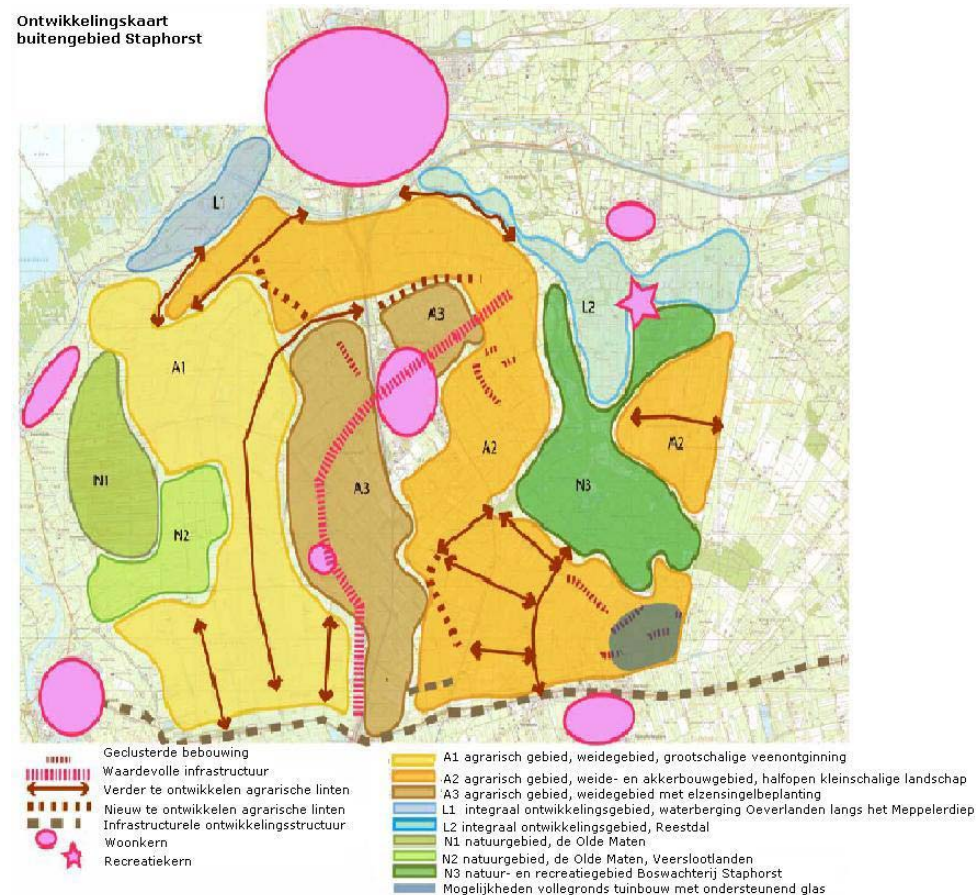 Ontwikkelingskaart
buitengebied Staphorst
L1
A3
L2
A1
A2
A2
N1
A3
N3
N2
Geclusterde bebouwing
Waardevolle infrastructuur
Verder te ontwikkelen agrarische linten
Nieuw te ontwikkelen agrarische linten
Infrastructurele ontwikkelingsstructuur
Woonkern
Recreatiekern
A1 agrarisch gebied, weidegebied, grootschalige veenontginning
A2 agrarisch gebied, weide- en akkerbouwgebied, halfopen kleinschalige landschap
A3 agrarisch gebied, weidegebied met elzensingelbeplanting
L1 integraal ontwikkelingsgebied, waterberging Oeverlanden langs het Meppelerdiep
L2 integraal ontwikkelingsgebied, Reestdal
N1 natuurgebied, de Olde Maten
N2 natuurgebied, de Olde Maten, Veerslootlanden
N3 natuur- en recreatiegebied Boswachterij Staphorst
Mogelijkheden vollegronds tuinbouw met ondersteunend glas